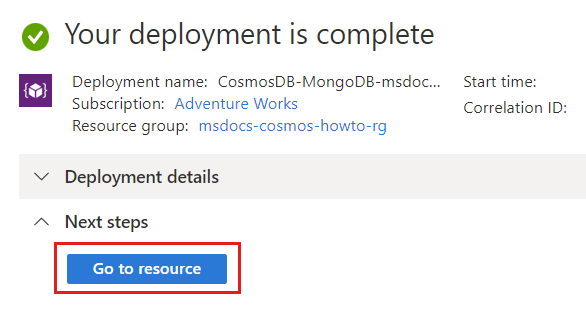 Your deployment is complete
Deployment name: CosmosDB-MongoDB-msdoc...
Subscription: Adventure Works
Resource group: msdocs-cosmos-howto-rg
Start time:
Correlation ID:
Deployment details
Next steps
Go to resource